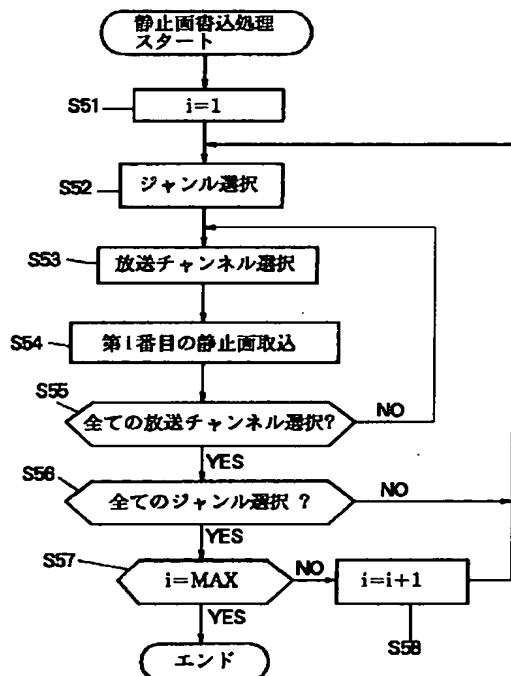 静止画書込処理
スタート
S51
i=1
S52
ジャンル選択
S53
放送チャンネル選択
S54
第i番目の静止画取込
S55
全ての放送チャンネル選択?
NO
YES
S56
全てのジャンル選択 ?
NO
YES
S57
i=MAX
NO
i=i+1
S58
YES
エンド